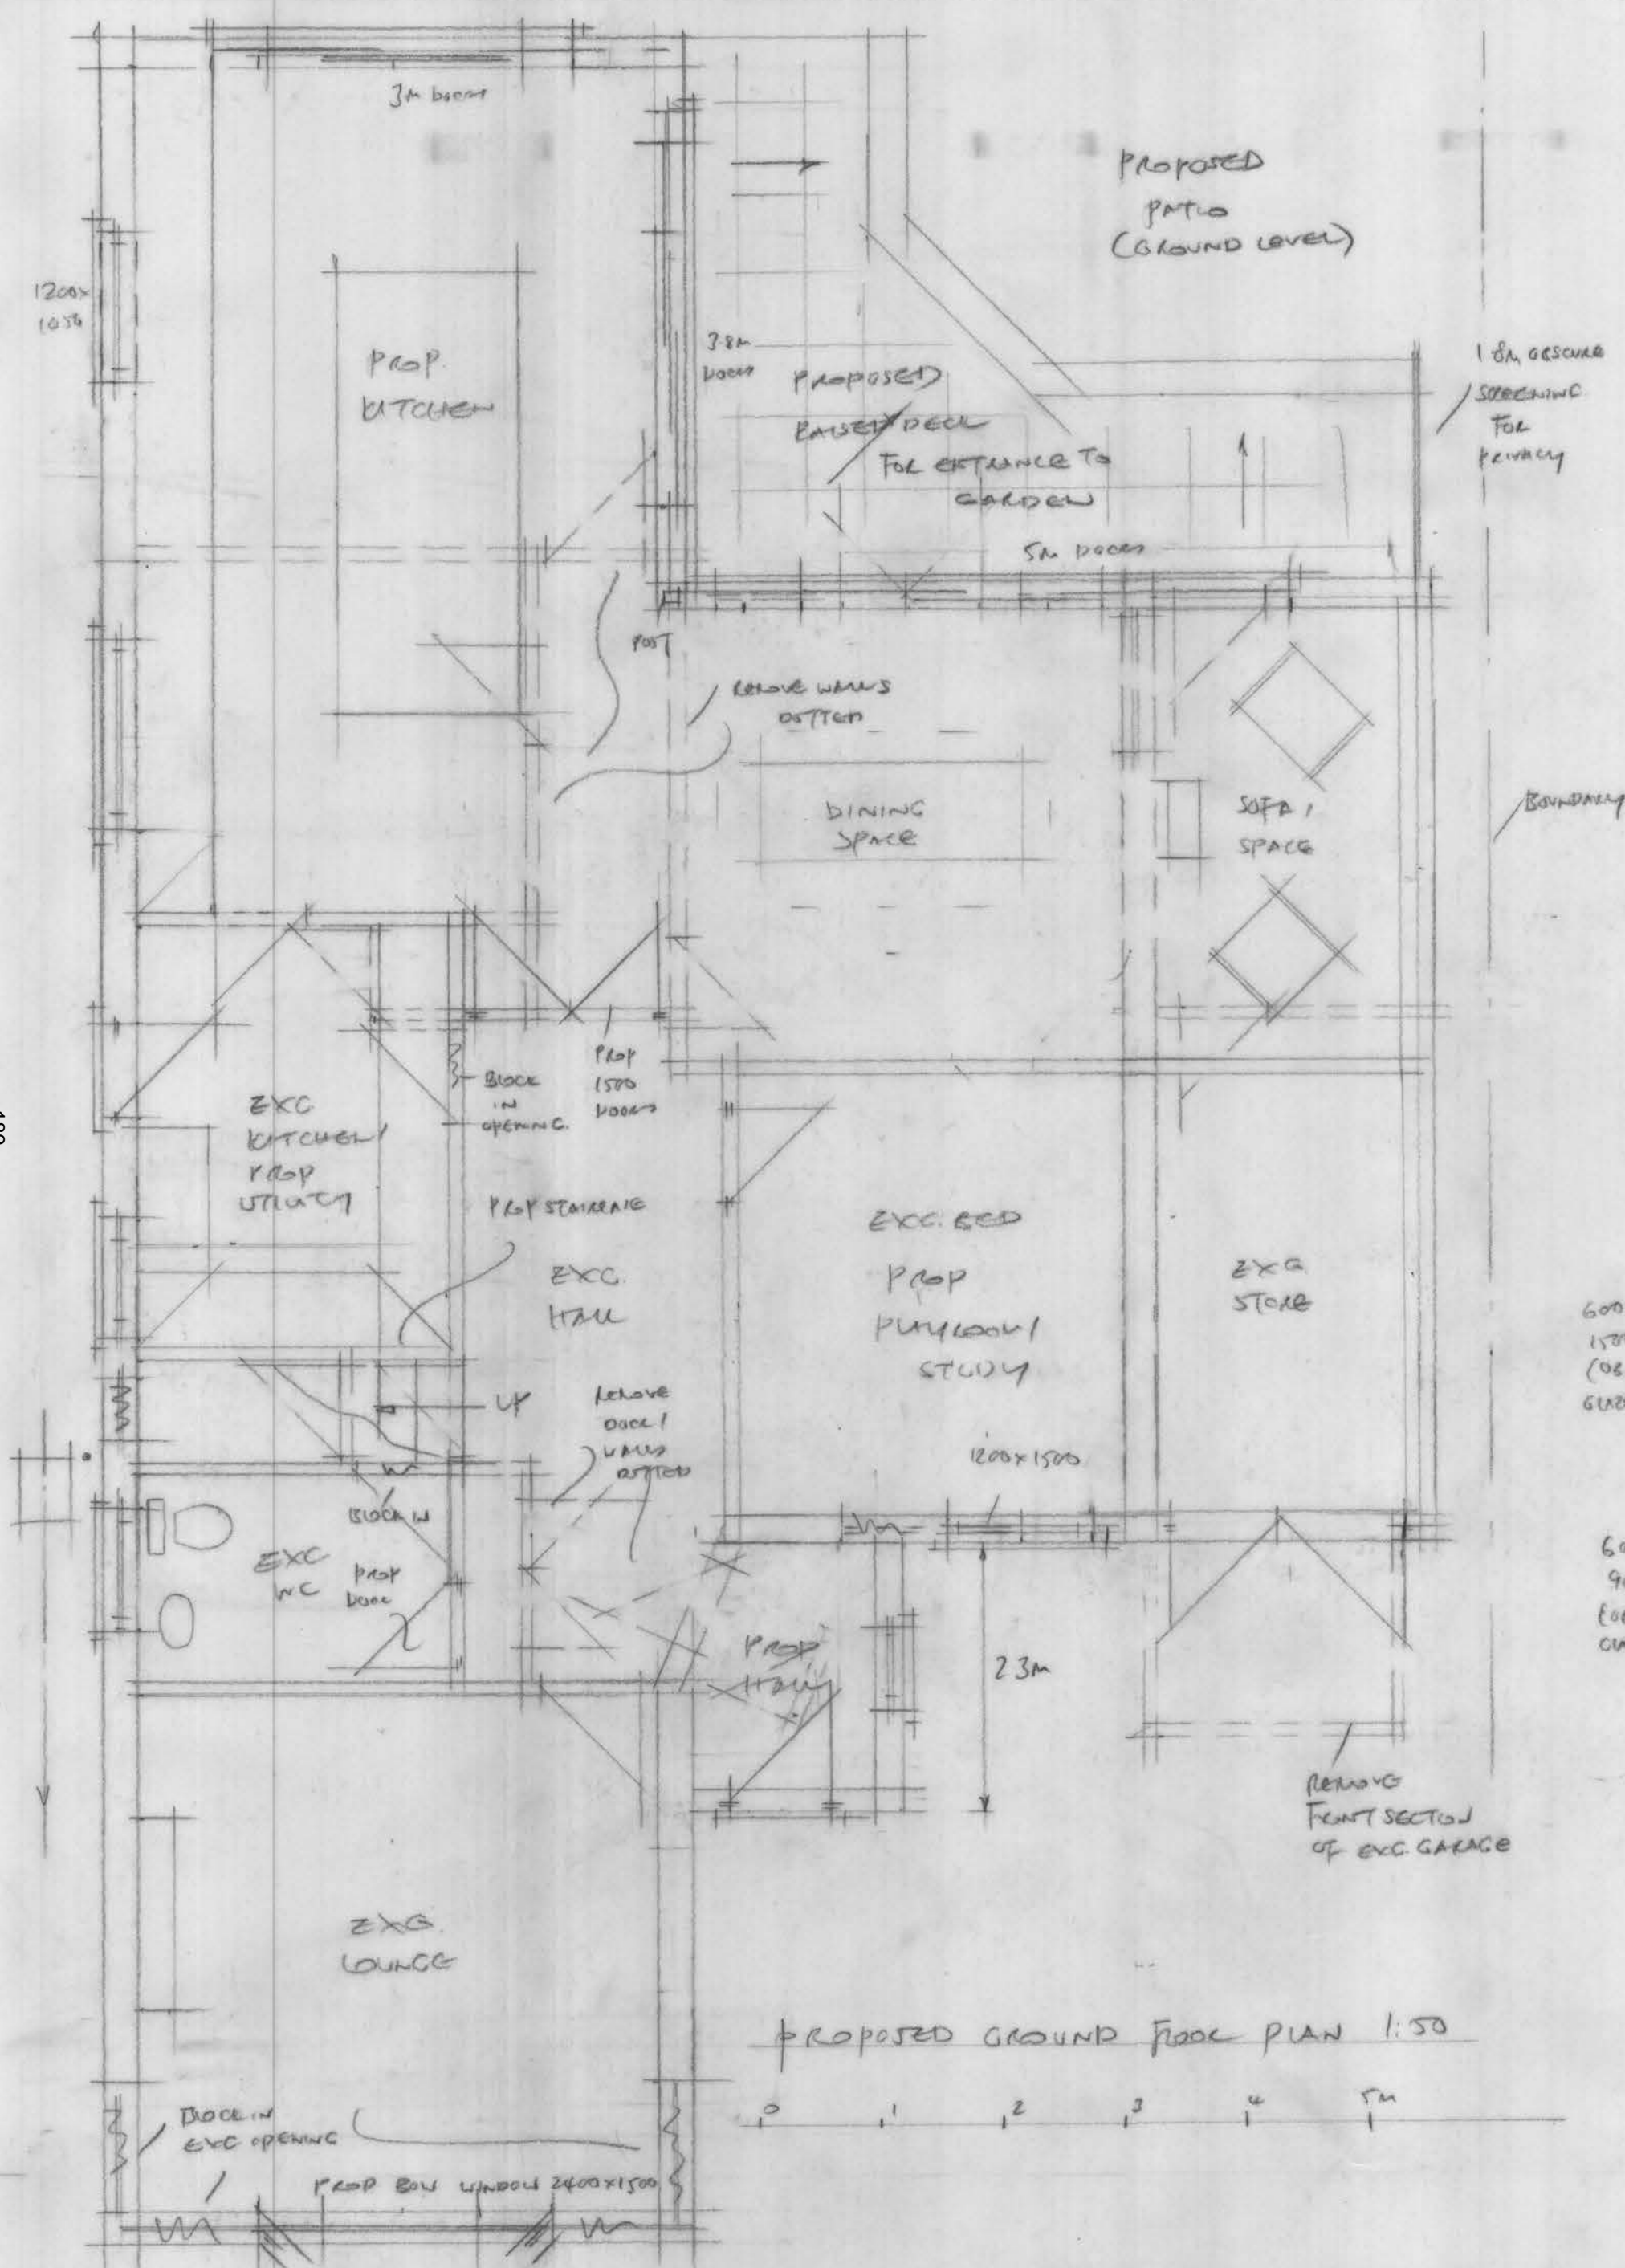 3M DOORS
PROPOSED
PATIO
(GROUND LEVEL)
1200x
1050
PROP.
KITCHEN
3.8M
DOORS
PROPOSED
RAISED DECK
FOR ENTRANCE TO
GARDEN
1.8M OBSCURE
SCREENING
FOR
PRIVACY
5M DOORS
POST
REMOVE WALLS
DOTTED
DINING
SPACE
SOFA/
SPACE
BOUNDARY
BLOCK
IN
OPENING.
PROP
1500
DOORS
EXG
KITCHEN/
PROP
UTILITY
PROP STAIRCASE
EXG.
HALL
EXG. BED
PROP
PLAYROOM/
STUDY
EXG
STORE
600
GLAZ
UP
REMOVE
DOOR/
WALLS
DOTTED
1200x1500
BLOCK IN
EXG
WC
PROP
DOOR
PROP
HALL
2.3M
REMOVE
FRONT SECTION
OF EXG. GARAGE
EXG.
LOUNGE
PROPOSED GROUND FLOOR PLAN 1:50
0 1 2 3 4 5M
BLOCK IN
EXG OPENING
PROP BOW WINDOW 2400x1500